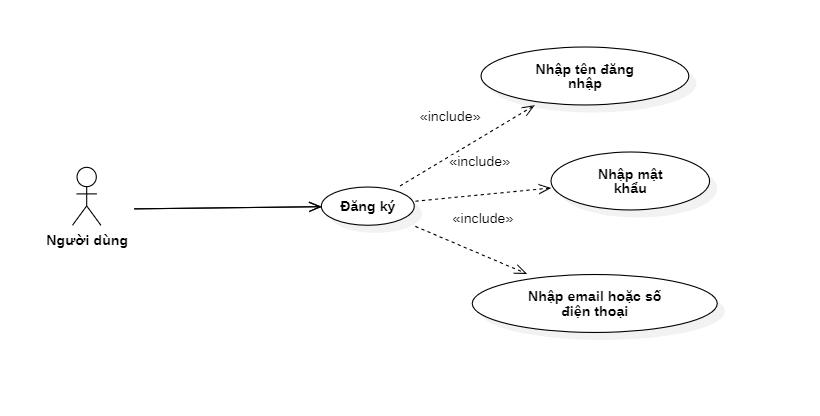 Nhập tên đăng
nhập
«include»
«include»
Nhập mật
khẩu
Đăng ký
«include»
Người dùng
Nhập email hoặc số
điện thoại